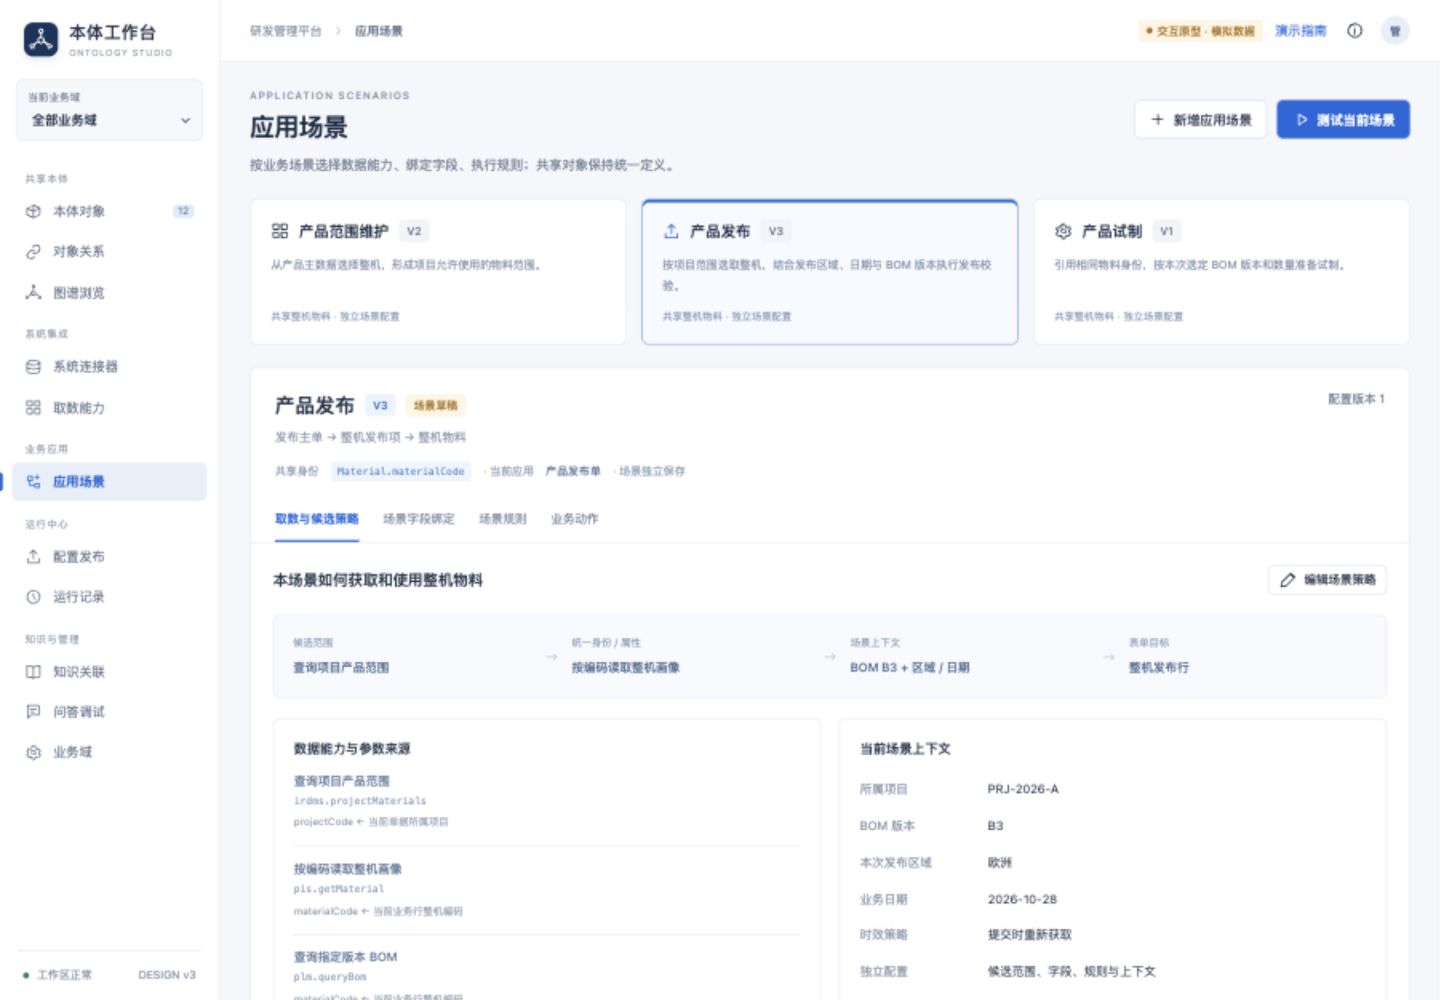 本体工作台
ONTOLOGY STUDIO
当前业务域
全部业务域
共享本体
本体对象 12
对象关系
图谱浏览
系统集成
系统连接器
取数能力
业务应用
应用场景
运行中心
配置发布
运行记录
知识与管理
知识关联
问答调试
业务域
工作区正常 DESIGN v3
研发管理平台 > 应用场景
交互原型 · 模拟数据 演示指南 管
APPLICATION SCENARIOS
应用场景
按业务场景选择数据能力、绑定字段、执行规则；共享对象保持统一定义。
新增应用场景
测试当前场景
产品范围维护 V2
从产品主数据选择整机，形成项目允许使用的物料范围。
共享整机物料 · 独立场景配置
产品发布 V3
按项目范围选取整机，结合发布区域、日期与 BOM 版本执行发布校
验。
共享整机物料 · 独立场景配置
产品试制 V1
引用相同物料身份，按本次选定 BOM 版本和数量准备试制。
共享整机物料 · 独立场景配置
产品发布 V3 场景草稿 配置版本 1
发布主单 → 整机发布项 → 整机物料
共享身份 Material.materialCode · 当前应用 产品发布单 · 场景独立保存
取数与候选策略 场景字段绑定 场景规则 业务动作
本场景如何获取和使用整机物料
编辑场景策略
候选范围
查询项目产品范围
→
统一身份 / 属性
按编码读取整机画像
→
场景上下文
BOM B3 + 区域 / 日期
→
表单目标
整机发布行
数据能力与参数来源
查询项目产品范围
irdms.projectMaterials
projectCode ← 当前单据所属项目
按编码读取整机画像
pis.getMaterial
materialCode ← 当前业务行整机编码
查询指定版本 BOM
plm.queryBom
materialCode ← 当前业务行整机编码
当前场景上下文
所属项目 PRJ-2026-A
BOM 版本 B3
本次发布区域 欧洲
业务日期 2026-10-28
时效策略 提交时重新获取
独立配置 候选范围、字段、规则与上下文